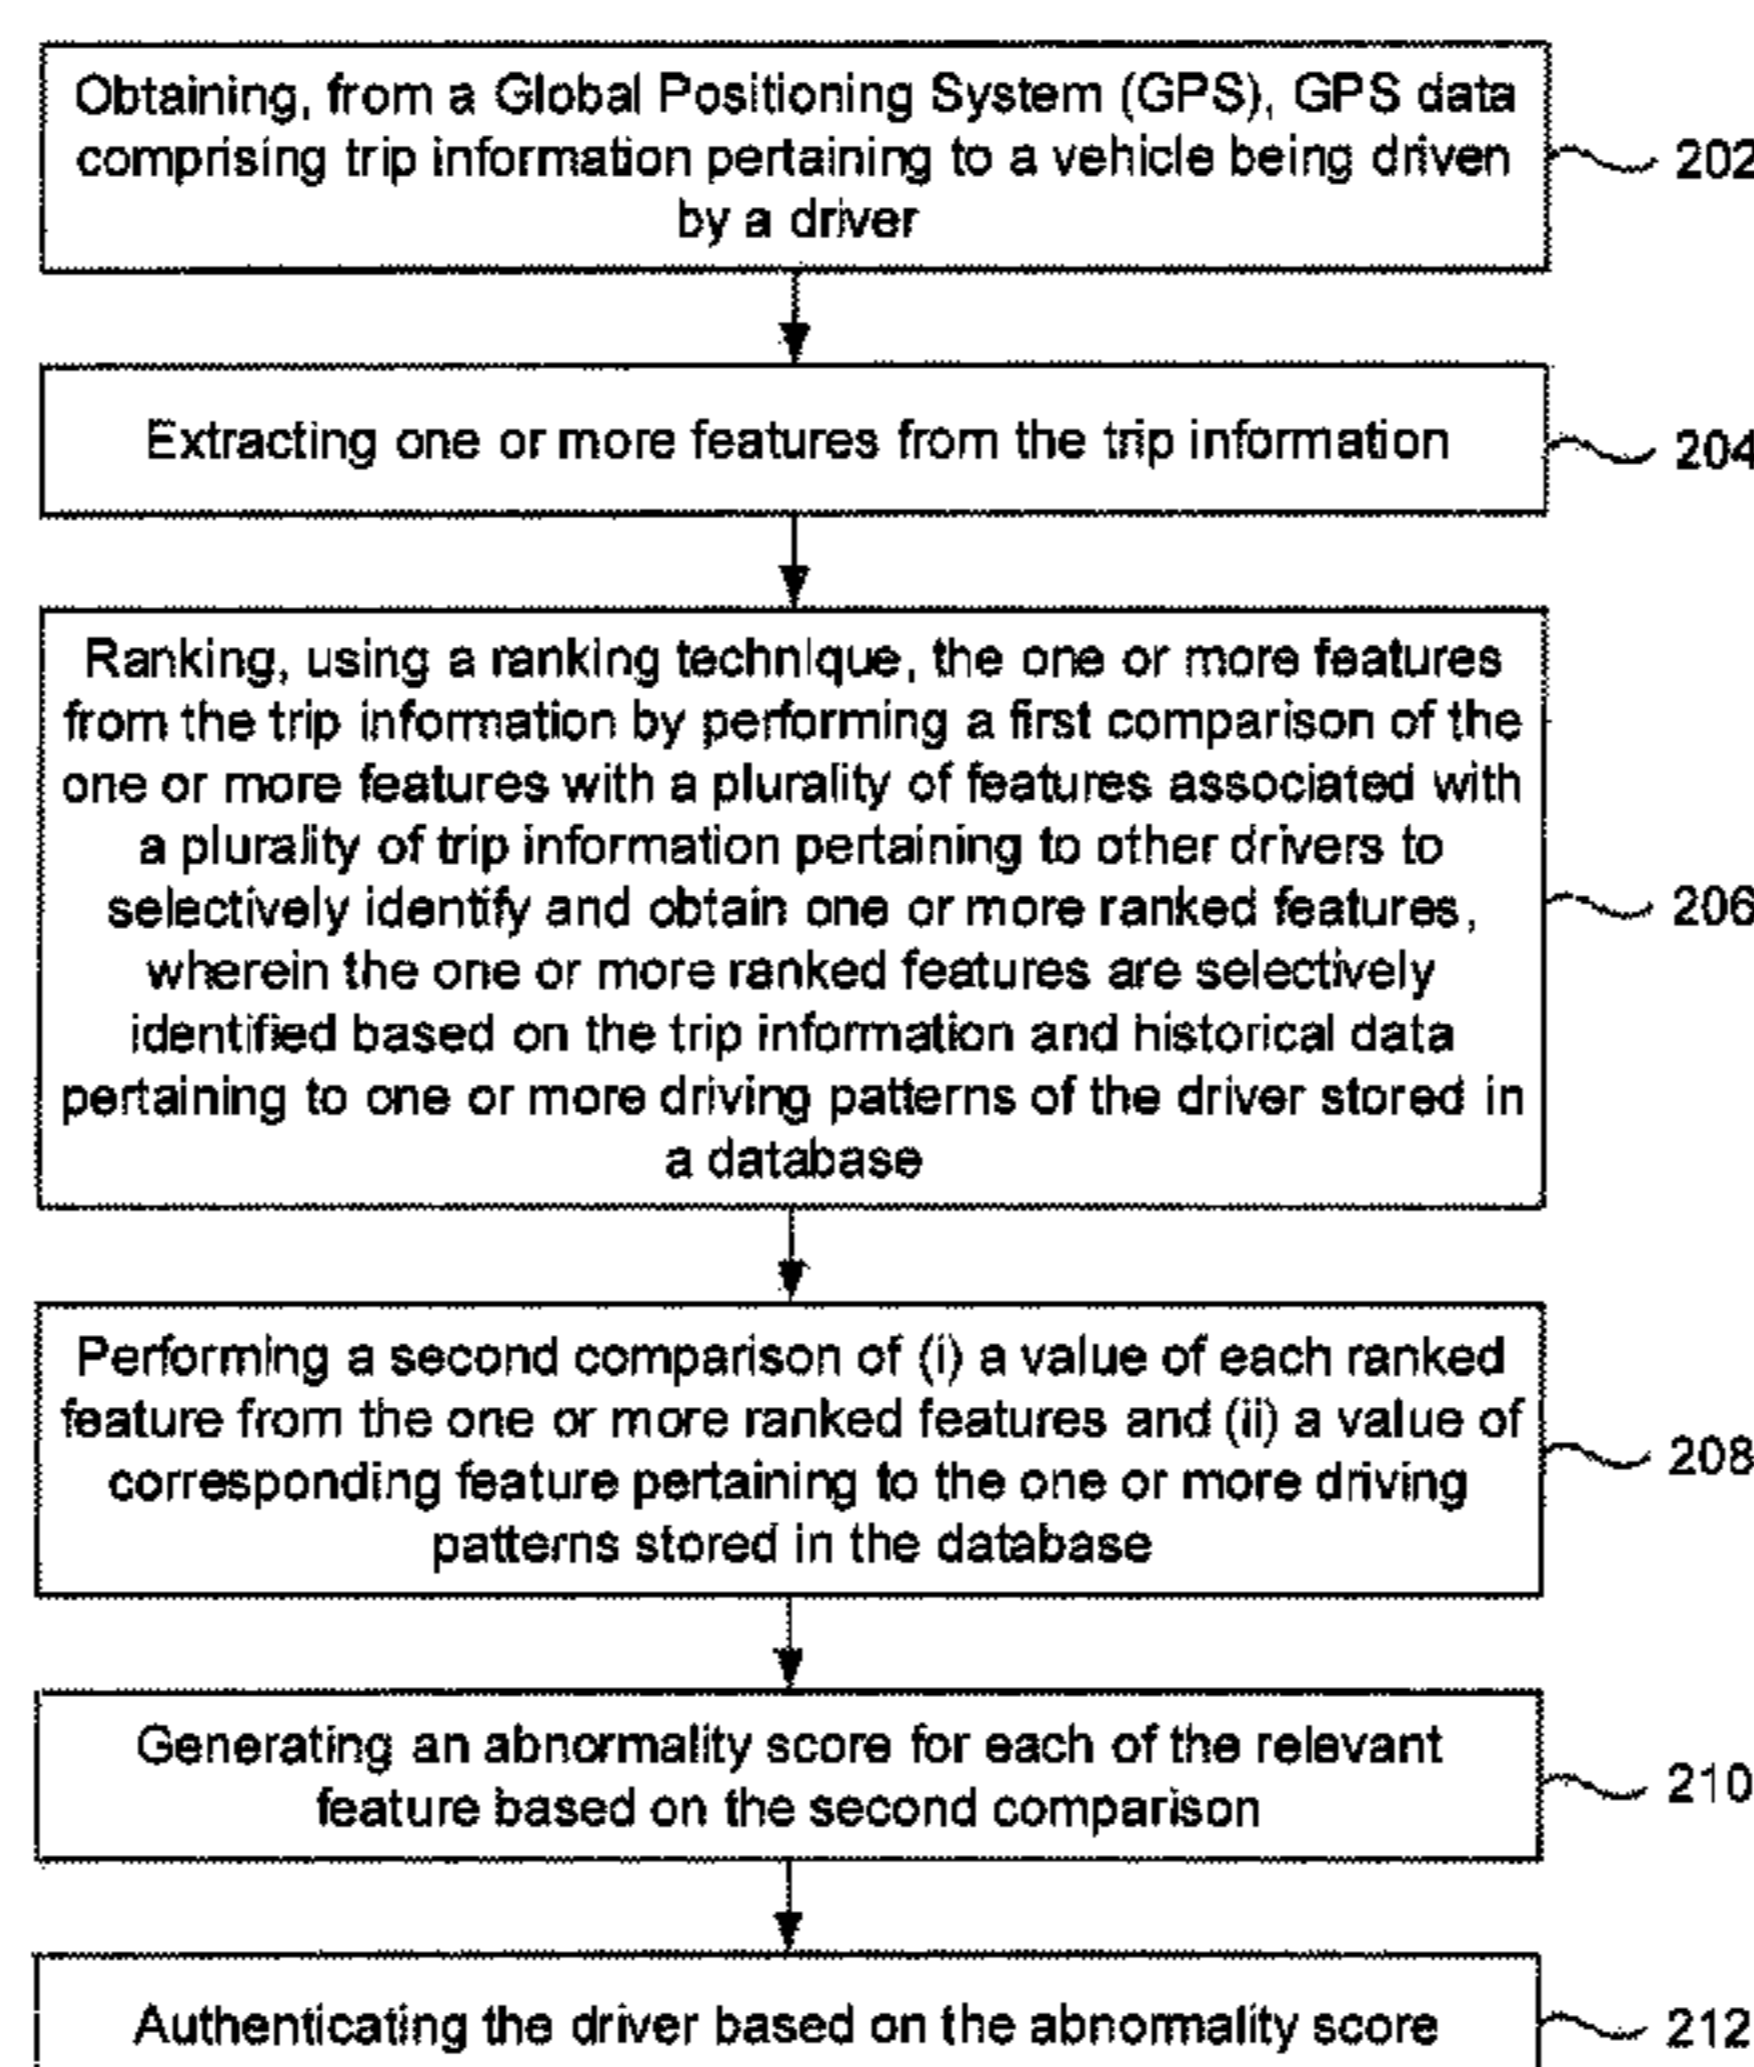 Obtaining, from a Global Positioning System (GPS), GPS data
comprising trip information pertaining to a vehicle being driven
by a driver
202
Extracting one or more features from the trip information
204
Ranking, using a ranking technique, the one or more features
from the trip information by performing a first comparison of the
one or more features with a plurality of features associated with
a plurality of trip information pertaining to other drivers to
selectively identify and obtain one or more ranked features,
wherein the one or more ranked features are selectively
identified based on the trip information and historical data
pertaining to one or more driving patterns of the driver stored in
a database
206
Performing a second comparison of (i) a value of each ranked
feature from the one or more ranked features and (ii) a value of
corresponding feature pertaining to the one or more driving
patterns stored in the database
208
Generating an abnormality score for each of the relevant
feature based on the second comparison
210
Authenticating the driver based on the abnormality score
212